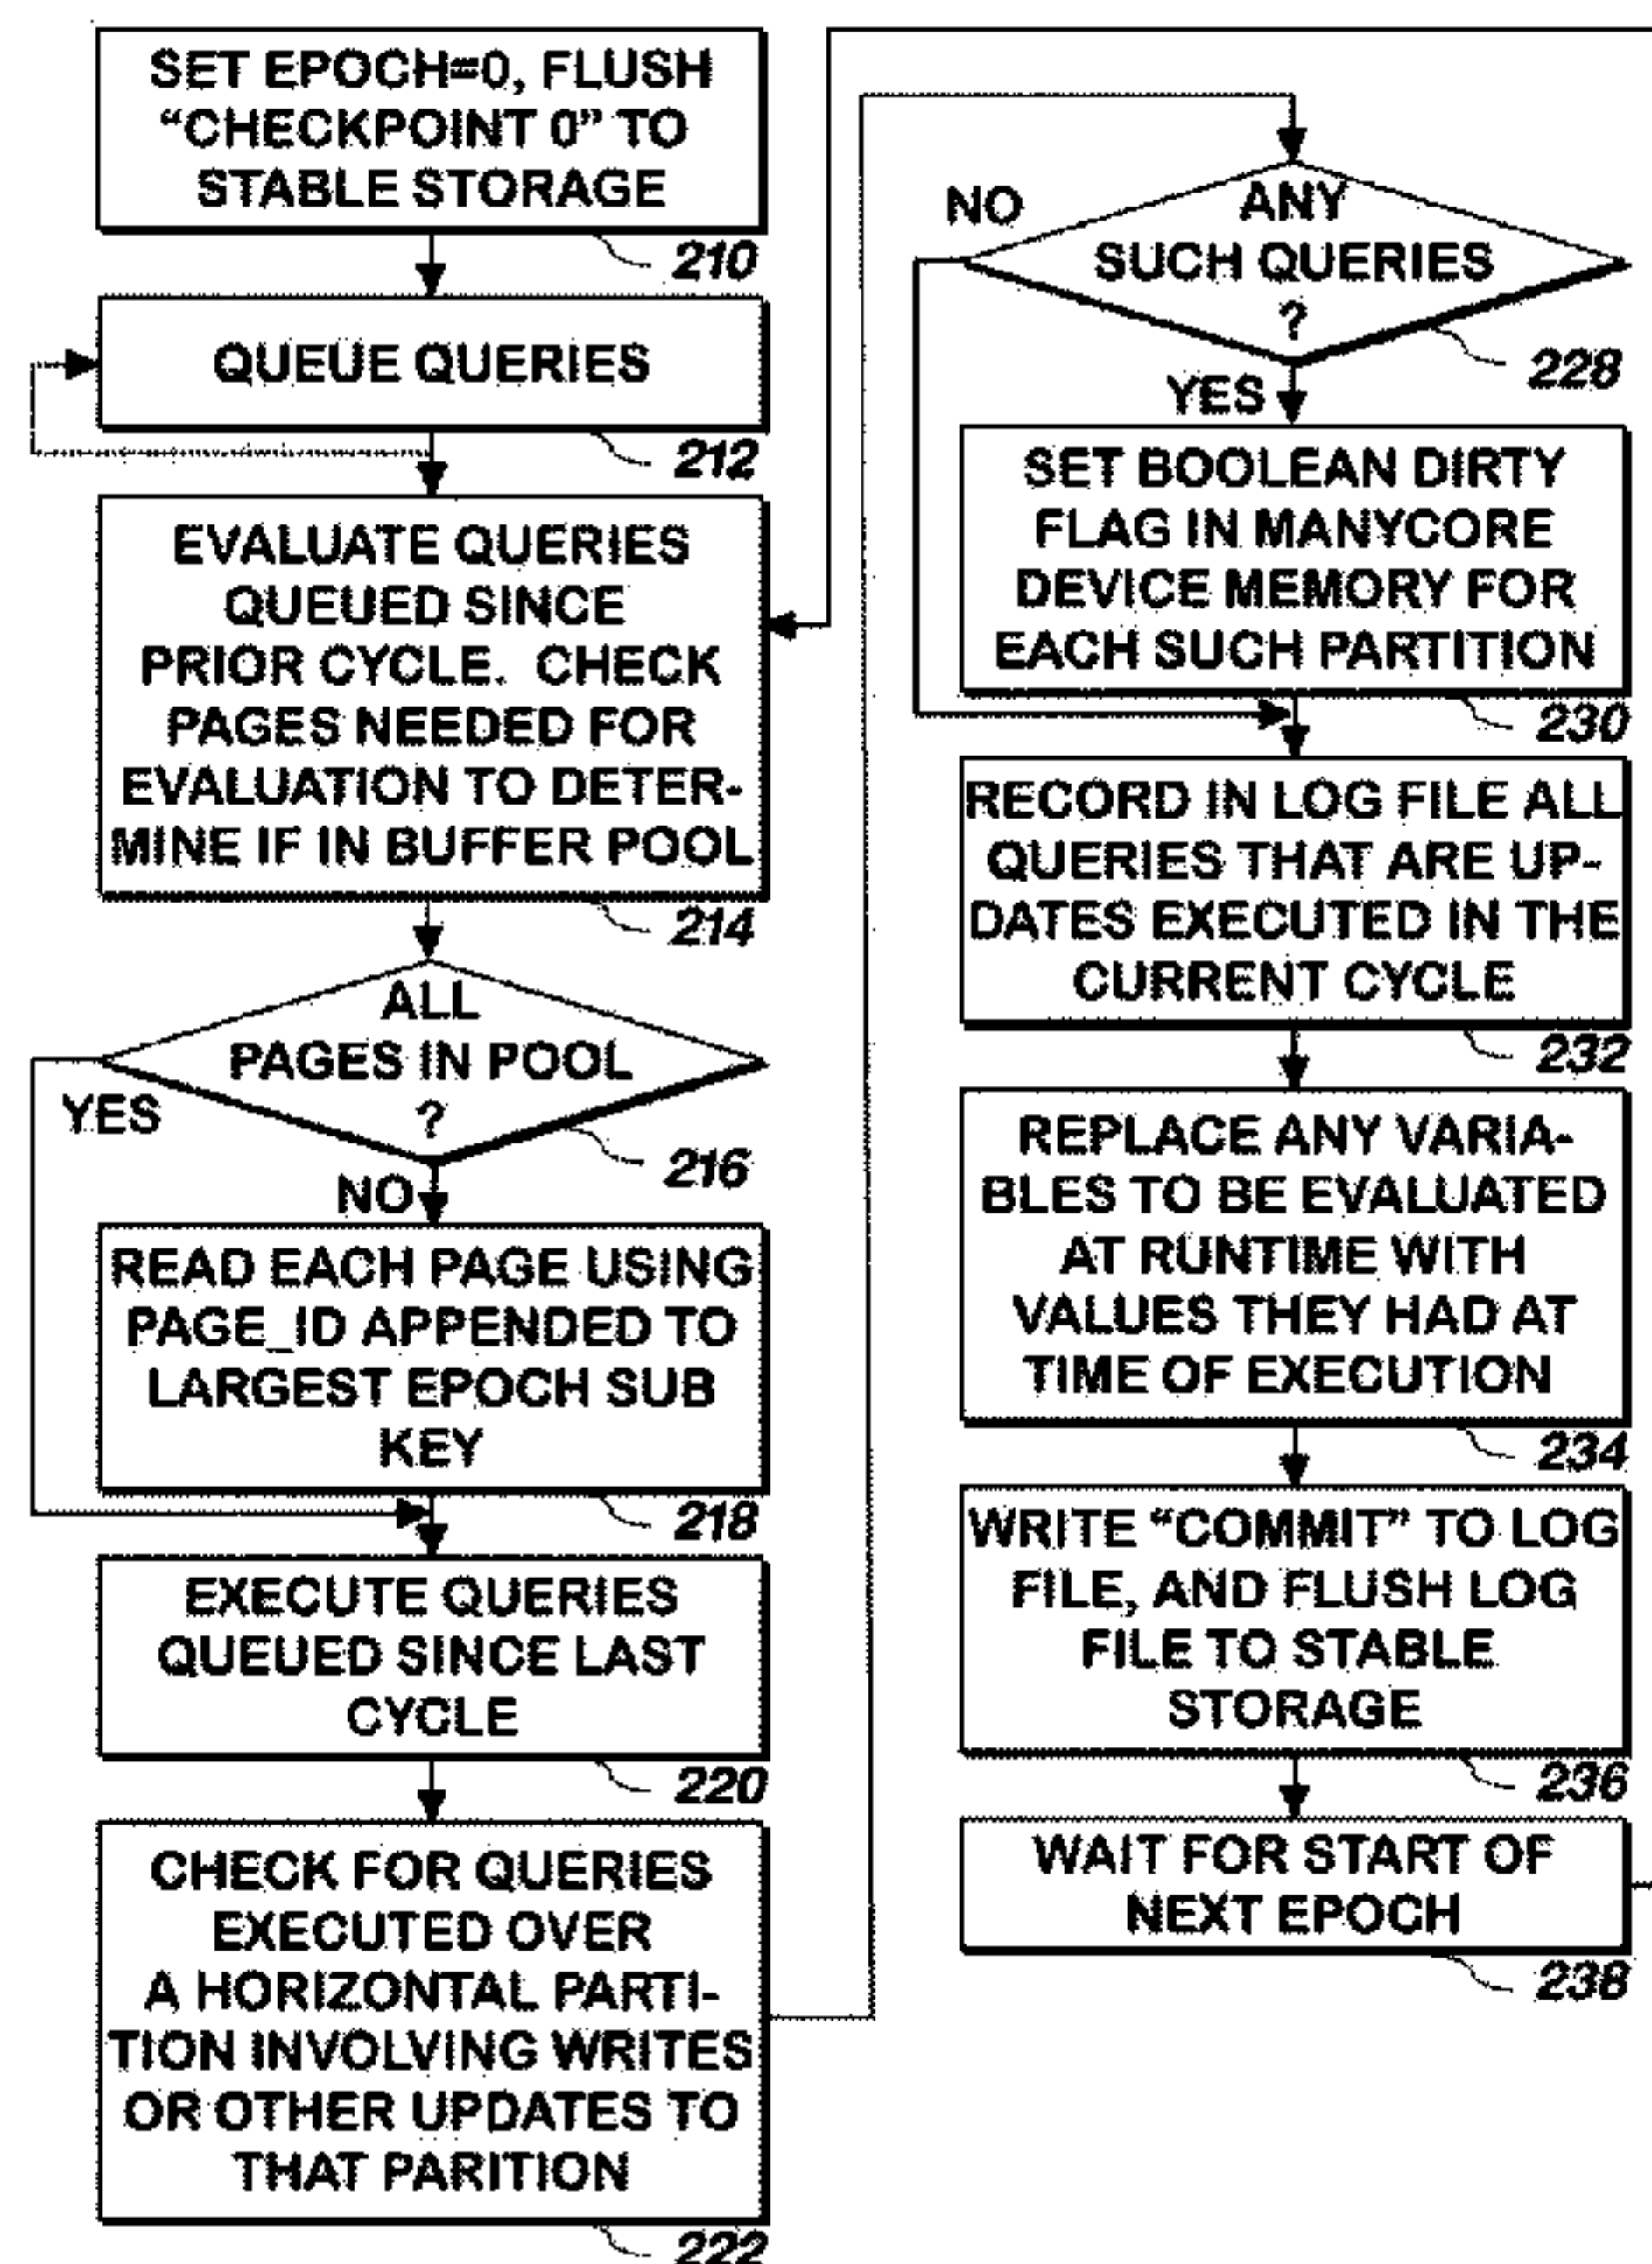 SET EPOCH=0, FLUSH
“CHECKPOINT 0” TO
STABLE STORAGE
210
QUEUE QUERIES
212
EVALUATE QUERIES
QUEUED SINCE
PRIOR CYCLE. CHECK
PAGES NEEDED FOR
EVALUATION TO DETER-
MINE IF IN BUFFER POOL
214
ALL
PAGES IN POOL
?
YES
216
NO
READ EACH PAGE USING
PAGE_ID APPENDED TO
LARGEST EPOCH SUB
KEY
218
EXECUTE QUERIES
QUEUED SINCE LAST
CYCLE
220
CHECK FOR QUERIES
EXECUTED OVER
A HORIZONTAL PARTI-
TION INVOLVING WRITES
OR OTHER UPDATES TO
THAT PARITION
222
NO
ANY
SUCH QUERIES
?
228
YES
SET BOOLEAN DIRTY
FLAG IN MANYCORE
DEVICE MEMORY FOR
EACH SUCH PARTITION
230
RECORD IN LOG FILE ALL
QUERIES THAT ARE UP-
DATES EXECUTED IN THE
CURRENT CYCLE
232
REPLACE ANY VARIA-
BLES TO BE EVALUATED
AT RUNTIME WITH
VALUES THEY HAD AT
TIME OF EXECUTION
234
WRITE “COMMIT” TO LOG
FILE, AND FLUSH LOG
FILE TO STABLE
STORAGE
236
WAIT FOR START OF
NEXT EPOCH
238